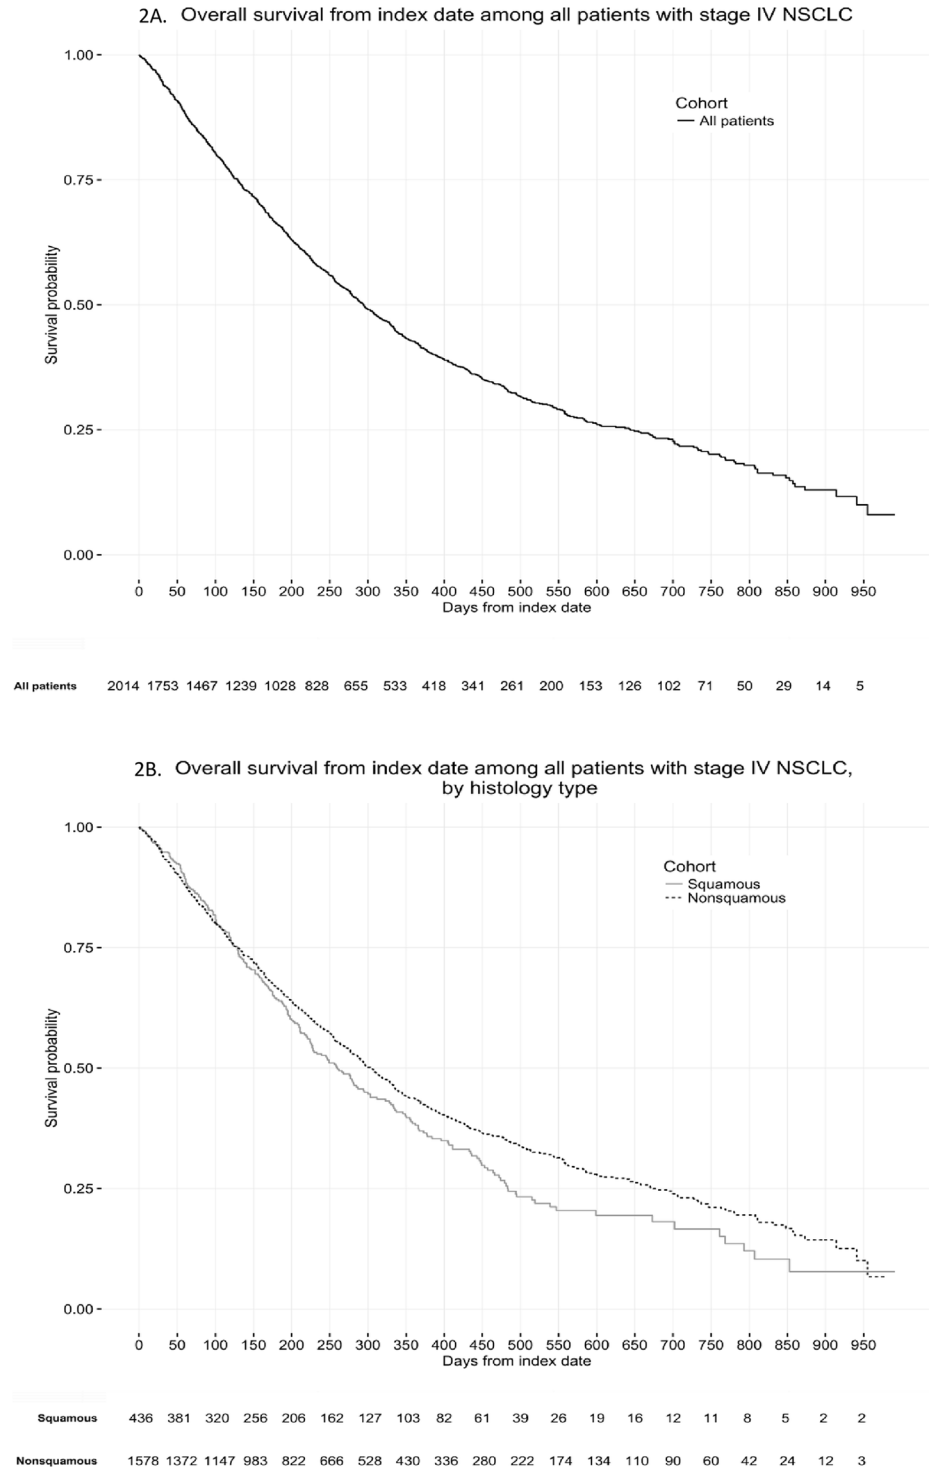 2A. Overall survival from index date among all patients with stage IV NSCLC
1.00
0.75
0.50
0.25
0.00
Survival probability
Cohort
All patients
0 50 100 150 200 250 300 350 400 450 500 550 600 650 700 750 800 850 900 950
Days from index date
All patients 2014 1753 1467 1239 1028 828 655 533 418 341 261 200 153 126 102 71 50 29 14 5
2B. Overall survival from index date among all patients with stage IV NSCLC,
by histology type
1.00
0.75
0.50
0.25
0.00
Survival probability
Cohort
Squamous
Nonsquamous
0 50 100 150 200 250 300 350 400 450 500 550 600 650 700 750 800 850 900 950
Days from index date
Squamous 436 381 320 256 206 162 127 103 82 61 39 26 19 16 12 11 8 5 2 2
Nonsquamous 1578 1372 1147 983 822 666 528 430 336 280 222 174 134 110 90 60 42 24 12 3